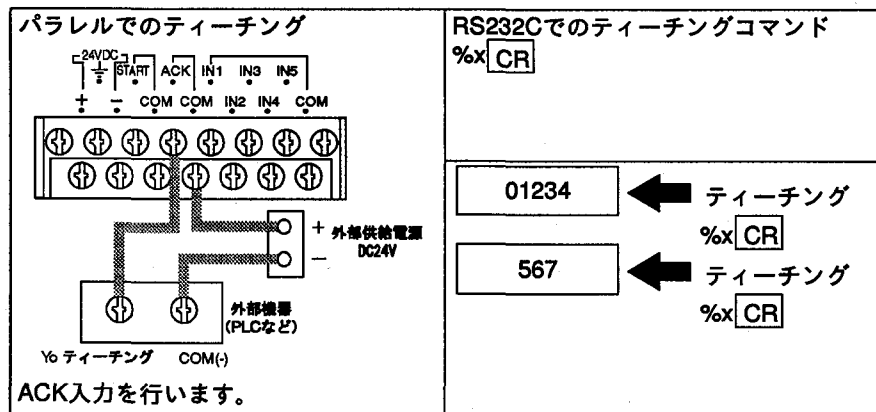 パラレルでのティーチング
24VDC
START ACK IN1 IN3 IN5
+ − COM COM IN2 IN4 COM
+ 外部供給電源
DC24V
−
外部機器
(PLCなど)
Yo ティーチング COM(-)
ACK入力を行います。
RS232Cでのティーチングコマンド
%x CR
01234 ティーチング
%x CR
567 ティーチング
%x CR